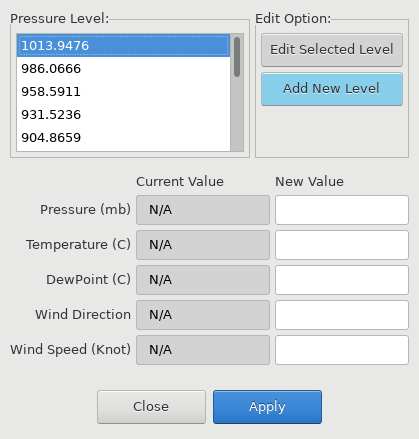 Pressure Level:
Edit Option:
1013.9476
986.0666
958.5911
931.5236
904.8659
Edit Selected Level
Add New Level
Current Value
New Value
Pressure (mb)
N/A
Temperature (C)
N/A
DewPoint (C)
N/A
Wind Direction
N/A
Wind Speed (Knot)
N/A
Close
Apply